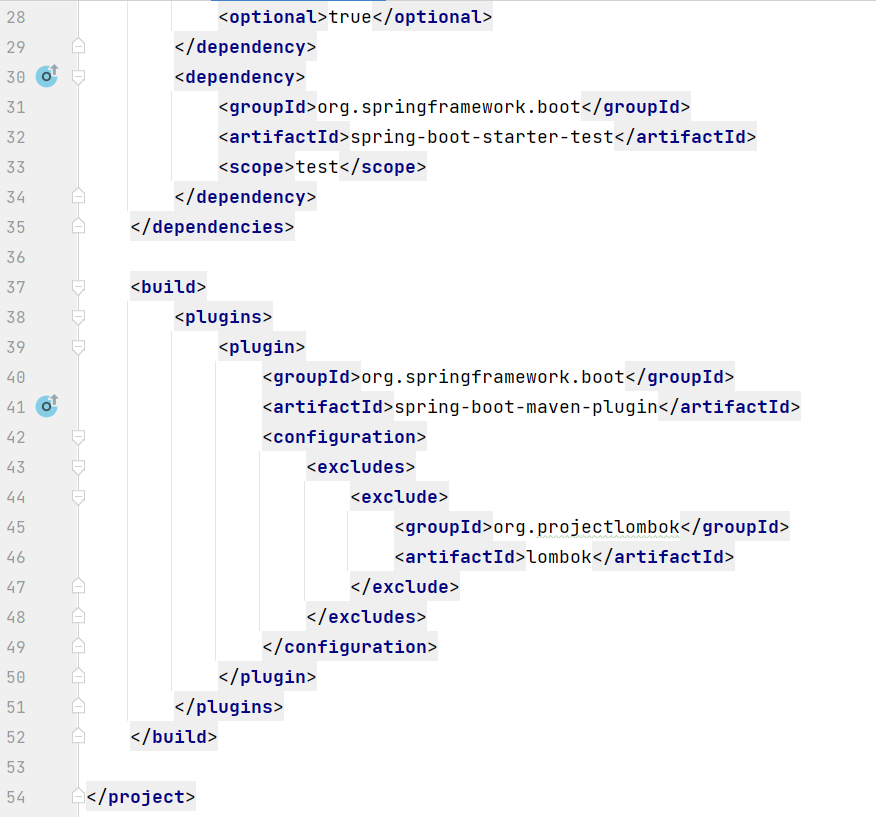 28 <optional>true</optional>
29 </dependency>
30 <dependency>
31 <groupId>org.springframework.boot</groupId>
32 <artifactId>spring-boot-starter-test</artifactId>
33 <scope>test</scope>
34 </dependency>
35 </dependencies>
36
37 <build>
38 <plugins>
39 <plugin>
40 <groupId>org.springframework.boot</groupId>
41 <artifactId>spring-boot-maven-plugin</artifactId>
42 <configuration>
43 <excludes>
44 <exclude>
45 <groupId>org.projectlombok</groupId>
46 <artifactId>lombok</artifactId>
47 </exclude>
48 </excludes>
49 </configuration>
50 </plugin>
51 </plugins>
52 </build>
53
54 </project>